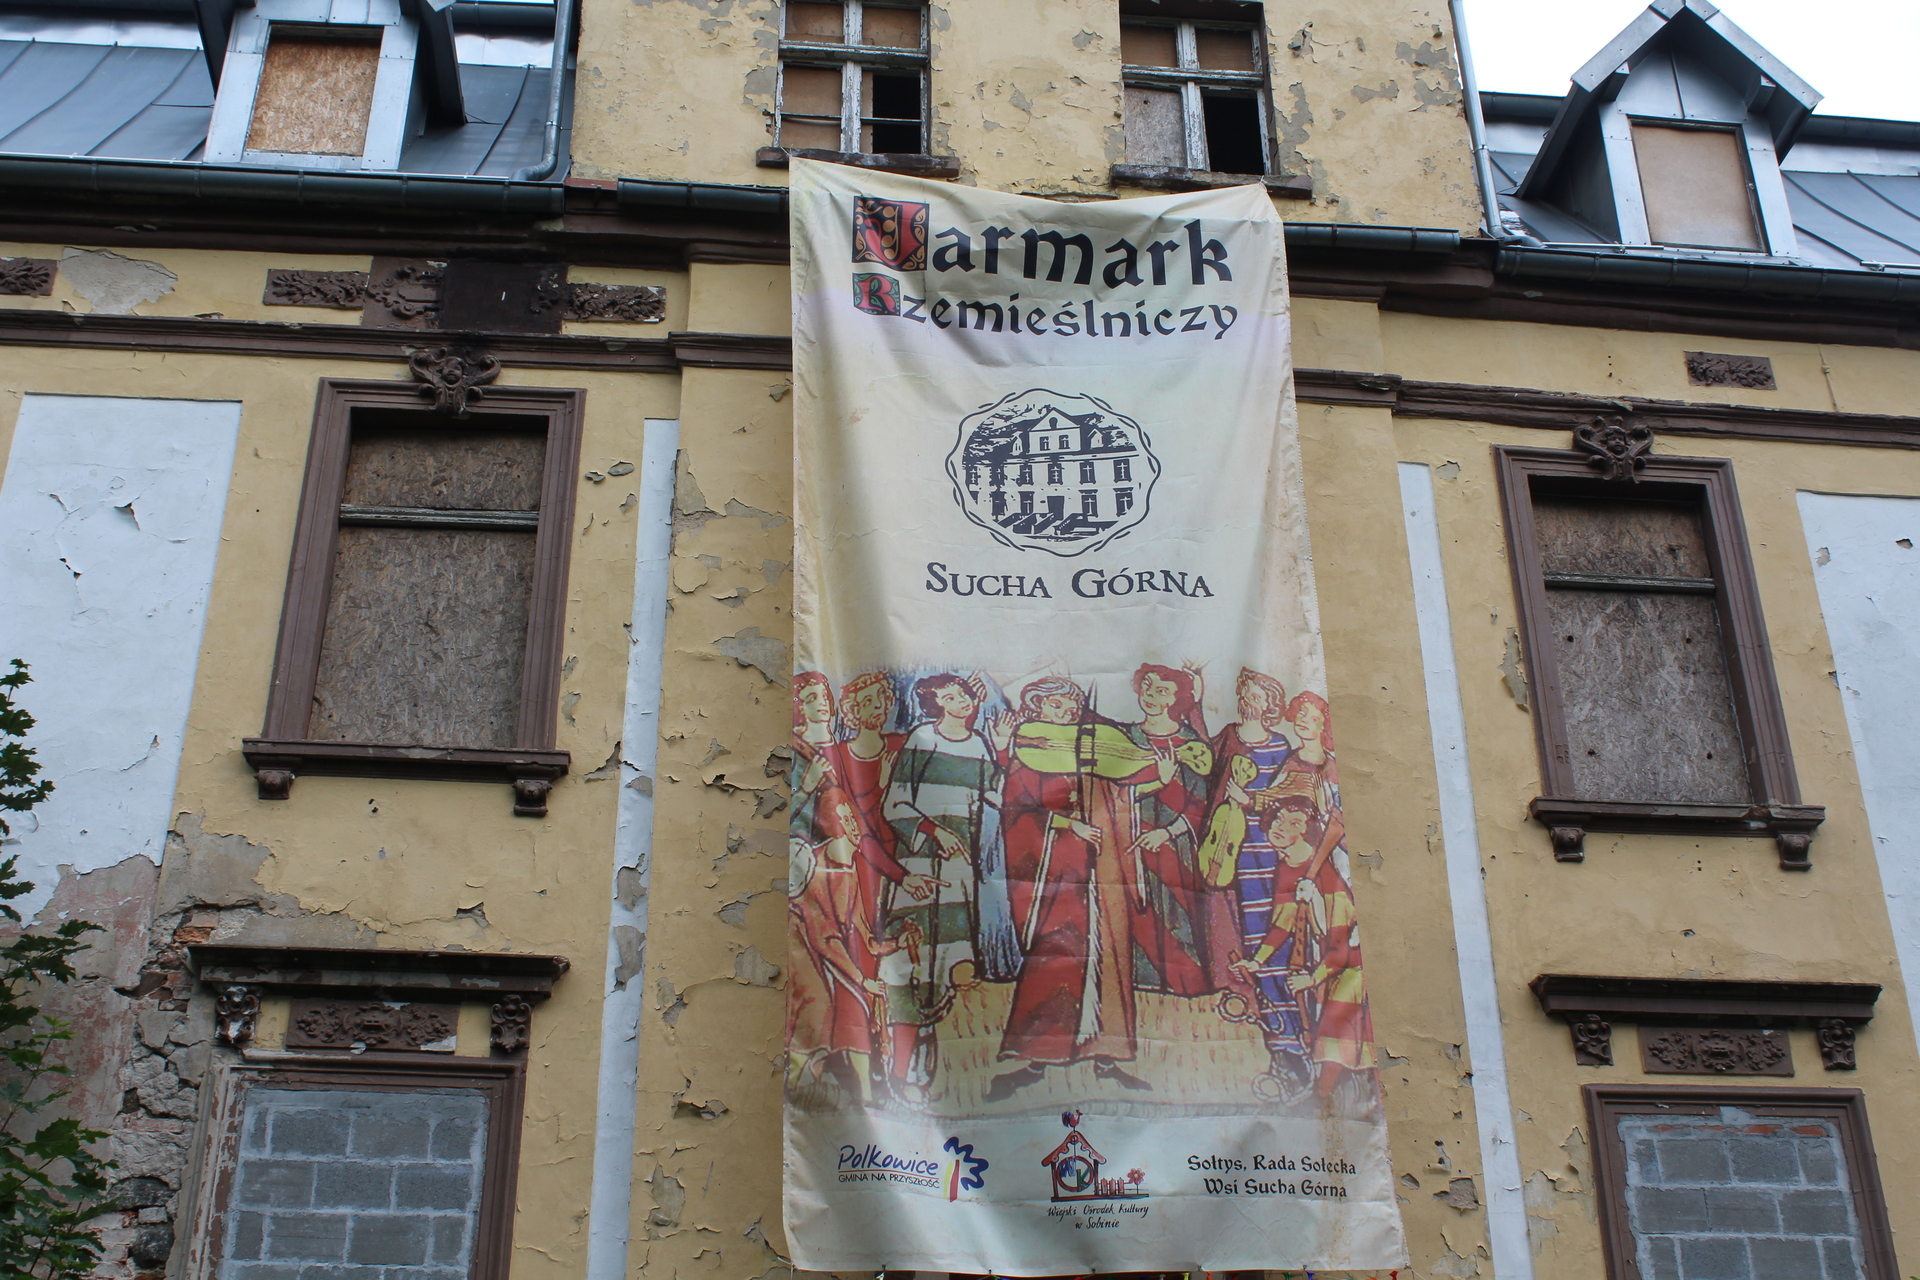 Jarmark
Rzemieślniczy
SUCHA GÓRNA
Polkowice
GMINA NA PRZYSZŁOŚĆ
Wiejski Ośrodek Kultury
w Sobinie
Sołtys, Rada Sołecka
Wsi Sucha Górna